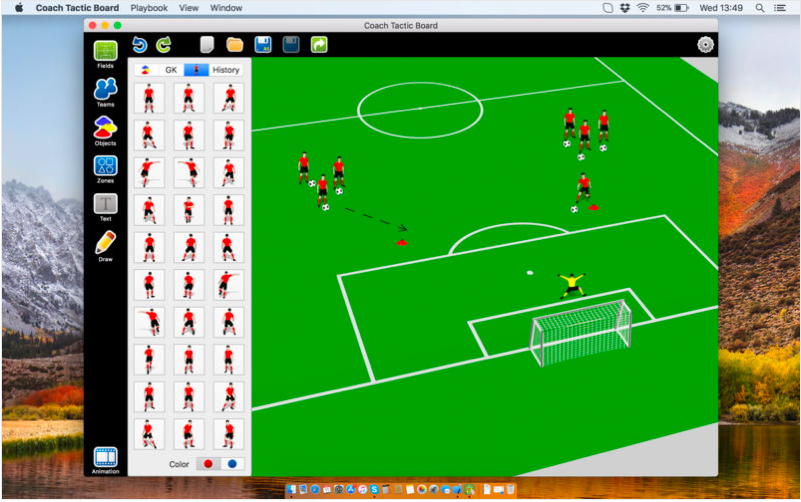 Coach Tactic Board Playbook View Window 52% Wed 13:49
Coach Tactic Board
Fields
Teams
Objects
Zones
T
Text
Draw
Animation
GK History
Color